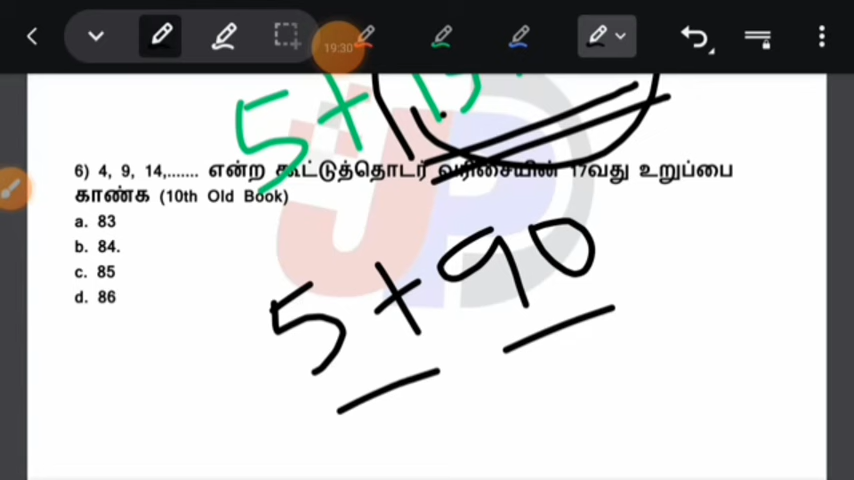 19:30
5+(15
6) 4, 9, 14,....... என்ற கூட்டுத்தொடர் வரிசையின் 17வது உறுப்பை
காண்க (10th Old Book)
a. 83
b. 84.
c. 85
d. 86
5+90